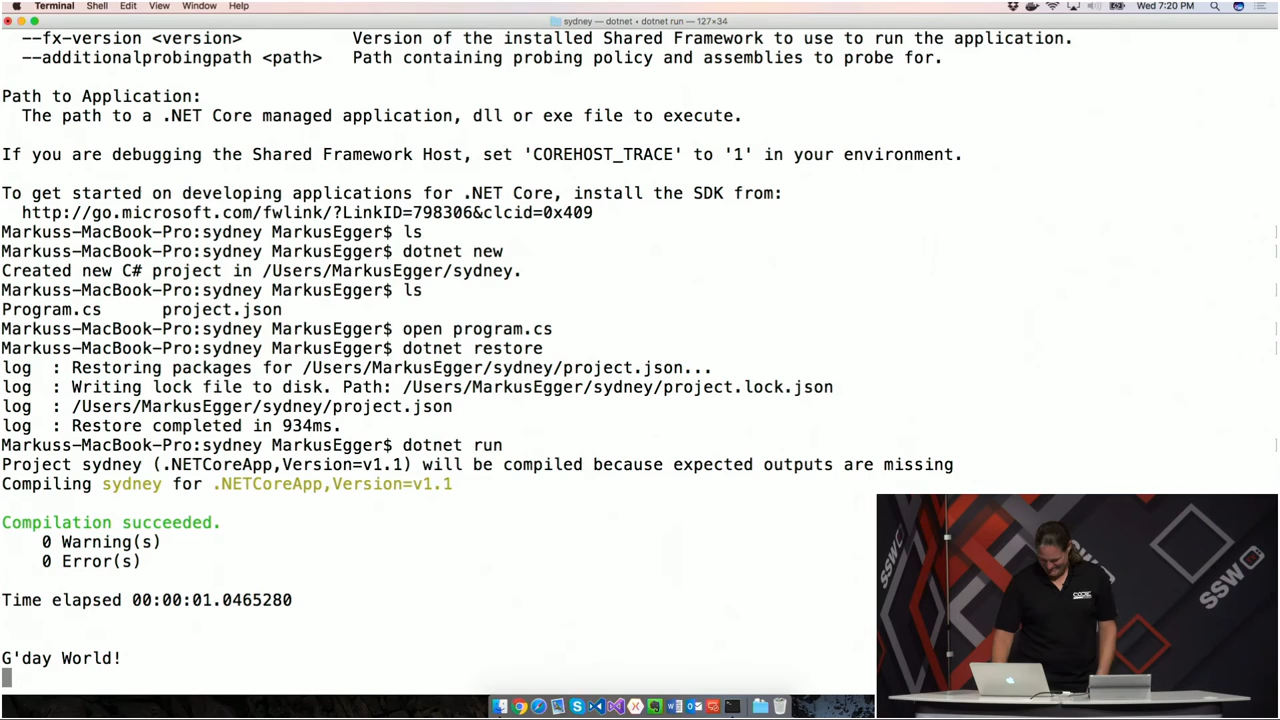 Terminal Shell Edit View Window Help
Wed 7:20 PM
sydney — dotnet • dotnet run — 127×34
--fx-version <version> Version of the installed Shared Framework to use to run the application.
--additionalprobingpath <path> Path containing probing policy and assemblies to probe for.
Path to Application:
The path to a .NET Core managed application, dll or exe file to execute.
If you are debugging the Shared Framework Host, set 'COREHOST_TRACE' to '1' in your environment.
To get started on developing applications for .NET Core, install the SDK from:
http://go.microsoft.com/fwlink/?LinkID=798306&clcid=0x409
Markuss-MacBook-Pro:sydney MarkusEgger$ ls
Markuss-MacBook-Pro:sydney MarkusEgger$ dotnet new
Created new C# project in /Users/MarkusEgger/sydney.
Markuss-MacBook-Pro:sydney MarkusEgger$ ls
Program.cs project.json
Markuss-MacBook-Pro:sydney MarkusEgger$ open program.cs
Markuss-MacBook-Pro:sydney MarkusEgger$ dotnet restore
log : Restoring packages for /Users/MarkusEgger/sydney/project.json...
log : Writing lock file to disk. Path: /Users/MarkusEgger/sydney/project.lock.json
log : /Users/MarkusEgger/sydney/project.json
log : Restore completed in 934ms.
Markuss-MacBook-Pro:sydney MarkusEgger$ dotnet run
Project sydney (.NETCoreApp,Version=v1.1) will be compiled because expected outputs are missing
Compiling sydney for .NETCoreApp,Version=v1.1
Compilation succeeded.
0 Warning(s)
0 Error(s)
Time elapsed 00:00:01.0465280
G'day World!
SSWC
SSW
CODE